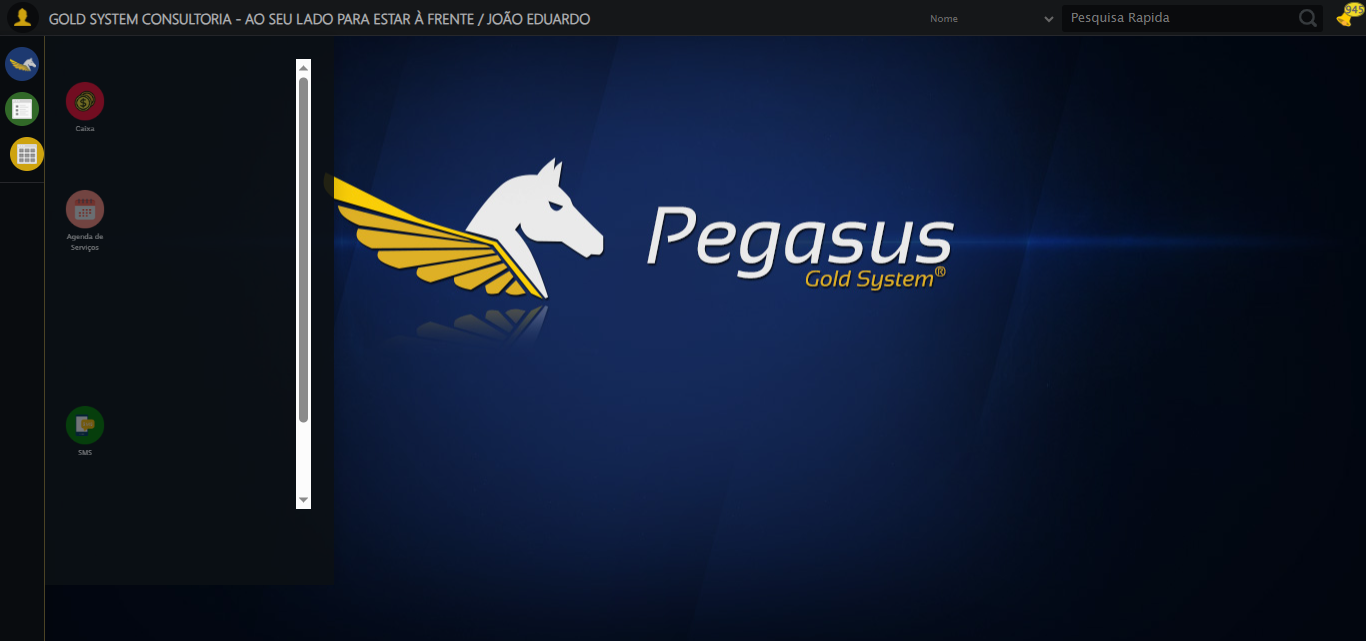 GOLD SYSTEM CONSULTORIA - AO SEU LADO PARA ESTAR À FRENTE / JOÃO EDUARDO
Nome
Pesquisa Rapida
945
Caixa
Agenda de
Serviços
SMS
Pegasus
Gold System®